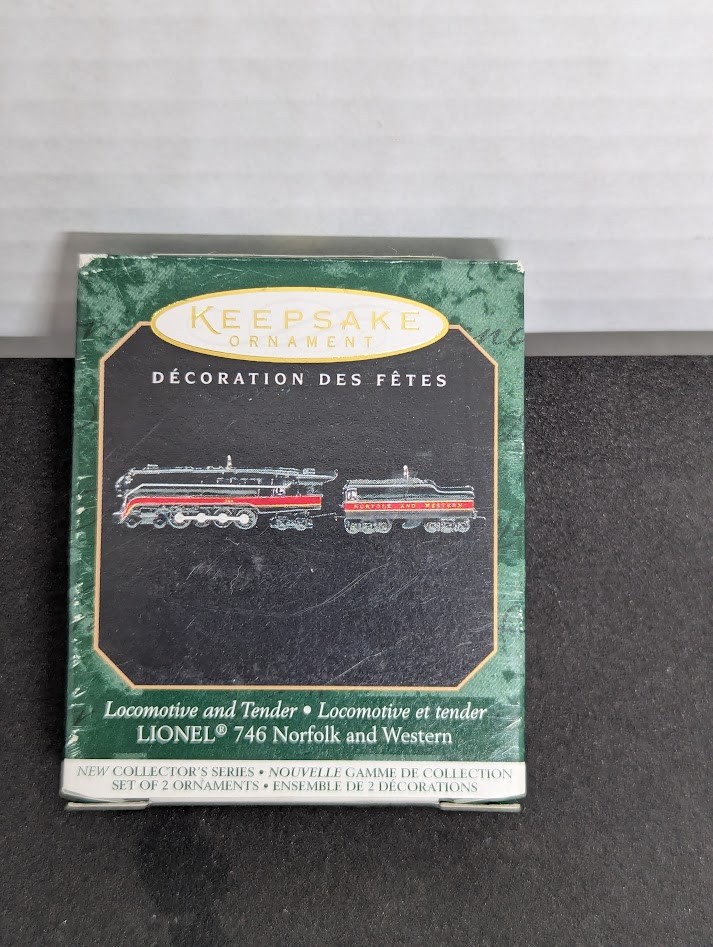 KEEPSAKE
ORNAMENT
DÉCORATION DES FÊTES
NORFOLK AND WESTERN
Locomotive and Tender • Locomotive et tender
LIONEL® 746 Norfolk and Western
NEW COLLECTOR'S SERIES • NOUVELLE GAMME DE COLLECTION
SET OF 2 ORNAMENTS • ENSEMBLE DE 2 DÉCORATIONS